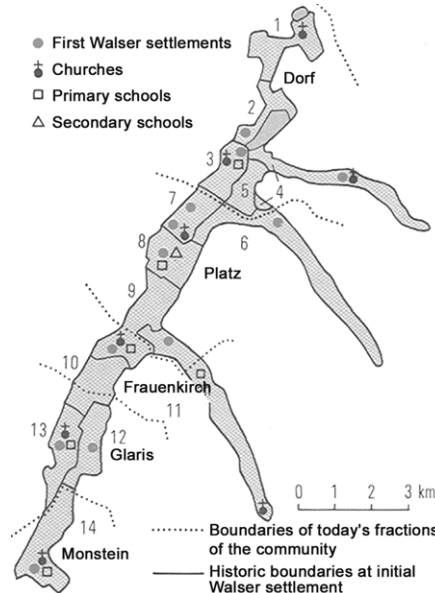 1
First Walser settlements
Churches
Primary schools
Secondary schools
Dorf
2
3
4
5
7
6
8
Platz
9
10
Frauenkirch
11
13
12
Glaris
14
Monstein
0 1 2 3 km
Boundaries of today's fractions
of the community
Historic boundaries at initial
Walser settlement